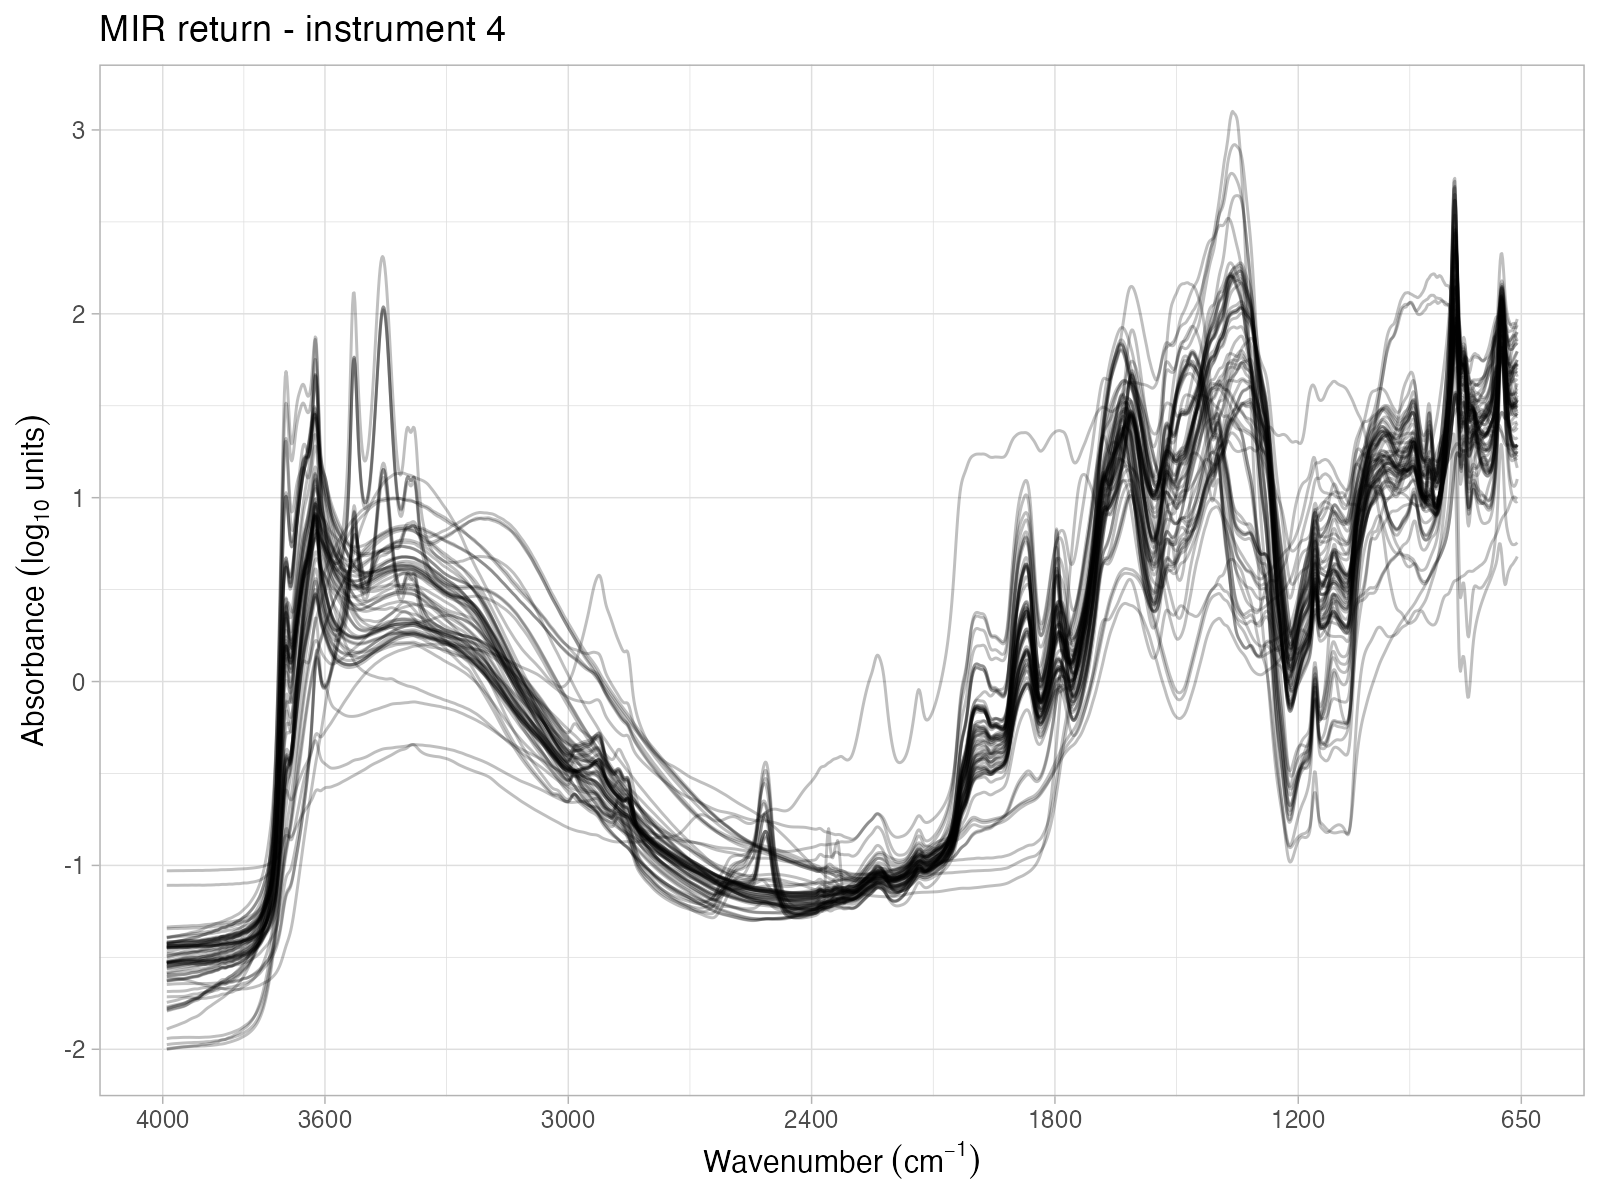 MIR return - instrument 4
Absorbance (log₁₀ units)
3
2
1
0
-1
-2
4000 3600 3000 2400 1800 1200 650
Wavenumber (cm⁻¹)